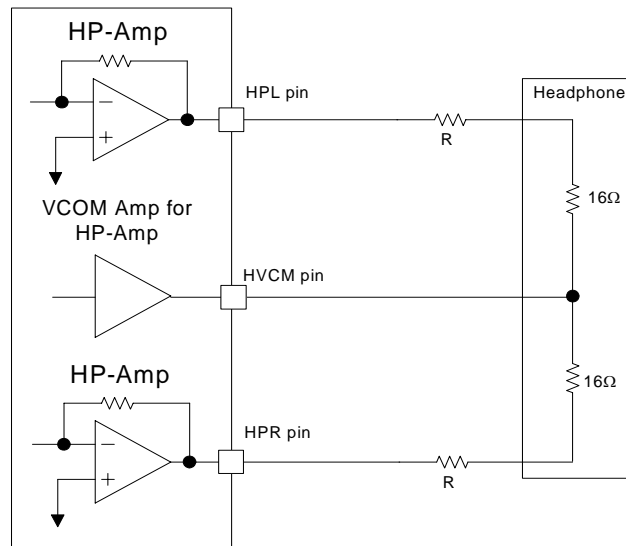 HP-Amp
−
+
HPL pin
Headphone
R
16Ω
VCOM Amp for
HP-Amp
HVCM pin
HP-Amp
−
+
HPR pin
16Ω
R